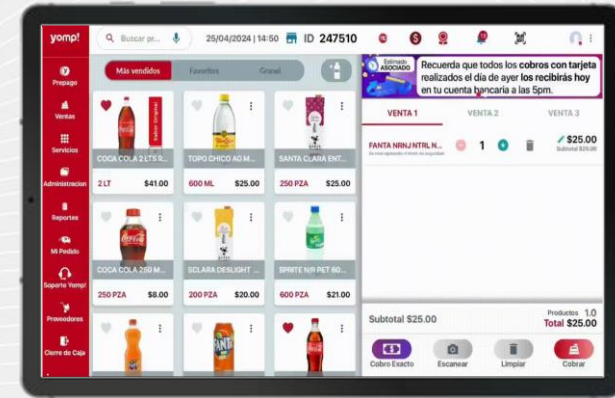 yomp!
Buscar pr...
25/04/2024 | 14:50
ID 247510
Prepago
Ventas
Servicios
Administracion
Reportes
Mi Pedido
Soporte Yomp!
Proveedores
Cierre de Caja
Más vendidos
Favoritos
Granel
COCA COLA 2 LTS R...
2 LT $41.00
TOPO CHICO AG M...
600 ML $25.00
SANTA CLARA ENT...
250 PZA $25.00
COCA COLA 250 M...
250 PZA $8.00
SCLARA DESLIGHT ...
200 PZA $20.00
SPRITE N/R PET 60...
600 PZA $21.00
Estimado
ASOCIADO
Recuerda que todos los cobros con tarjeta
realizados el día de ayer los recibirás hoy
en tu cuenta bancaria a las 5pm.
VENTA 1
VENTA 2
VENTA 3
FANTA NRNJ NTRL N...
1
$25.00
Subtotal $25.00
Subtotal $25.00
Productos 1.0
Total $25.00
Cobro Exacto
Escanear
Limpiar
Cobrar